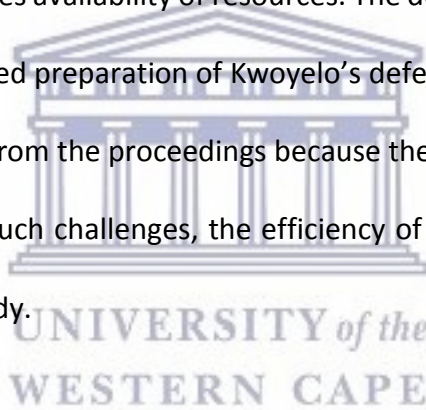 es availability of resources. The d
ed preparation of Kwoyelo's defe
rom the proceedings because the
uch challenges, the efficiency of
dy.
UNIVERSITY of the
WESTERN CAPE